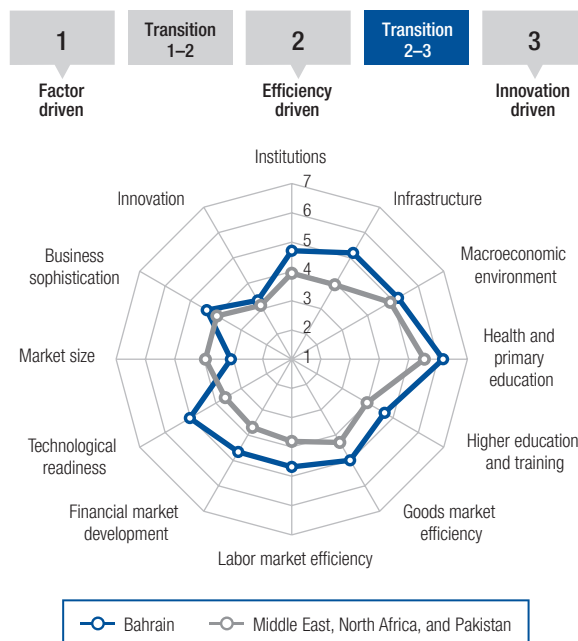 1
Transition
1–2
2
Transition
2–3
3
Factor
driven
Efficiency
driven
Innovation
driven
Institutions
7
6
5
4
3
2
1
Infrastructure
Macroeconomic
environment
Health and
primary
education
Higher education
and training
Goods market
efficiency
Labor market efficiency
Financial market
development
Technological
readiness
Market size
Business
sophistication
Innovation
Bahrain
Middle East, North Africa, and Pakistan